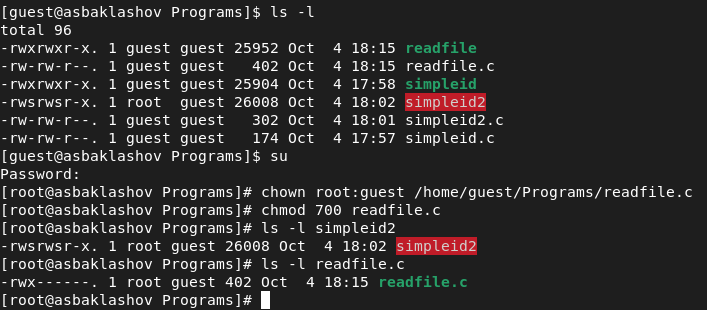 [guest@asbaklashov Programs]$ ls -l
total 96
-rwxrwxr-x. 1 guest guest 25952 Oct  4 18:15 readfile
-rw-rw-r--. 1 guest guest   402 Oct  4 18:15 readfile.c
-rwxrwxr-x. 1 guest guest 25904 Oct  4 17:58 simpleid
-rwsrwsr-x. 1 root  guest 26008 Oct  4 18:02 simpleid2
-rw-rw-r--. 1 guest guest   302 Oct  4 18:01 simpleid2.c
-rw-rw-r--. 1 guest guest   174 Oct  4 17:57 simpleid.c
[guest@asbaklashov Programs]$ su
Password:
[root@asbaklashov Programs]# chown root:guest /home/guest/Programs/readfile.c
[root@asbaklashov Programs]# chmod 700 readfile.c
[root@asbaklashov Programs]# ls -l simpleid2
-rwsrwsr-x. 1 root guest 26008 Oct  4 18:02 simpleid2
[root@asbaklashov Programs]# ls -l readfile.c
-rwx------. 1 root guest 402 Oct  4 18:15 readfile.c
[root@asbaklashov Programs]#